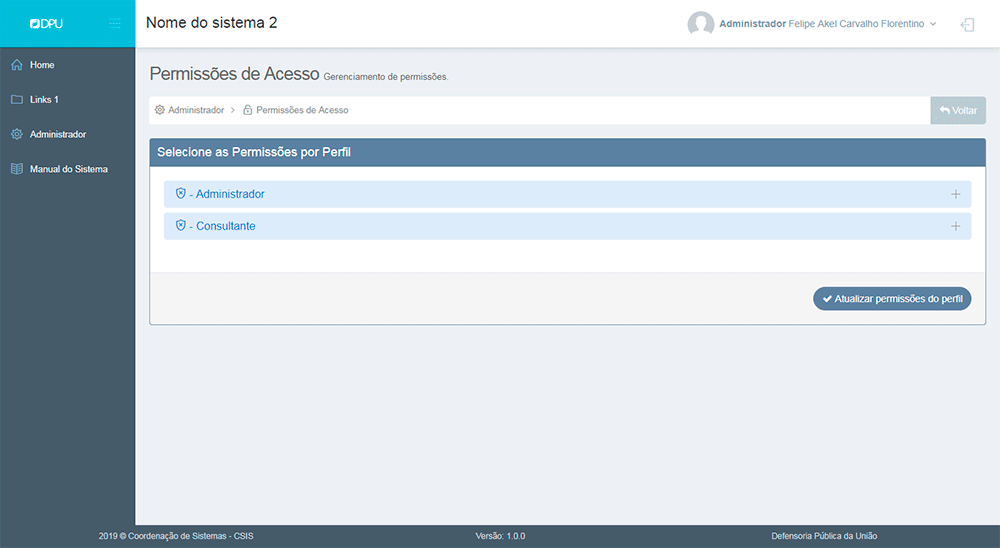 DPU
Nome do sistema 2
Administrador Felipe Akel Carvalho Florentino
Home
Links 1
Administrador
Manual do Sistema
Permissões de Acesso Gerenciamento de permissões.
Administrador > Permissões de Acesso
Voltar
Selecione as Permissões por Perfil
- Administrador
- Consultante
Atualizar permissões do perfil
2019 © Coordenação de Sistemas - CSIS
Versão: 1.0.0
Defensoria Pública da União